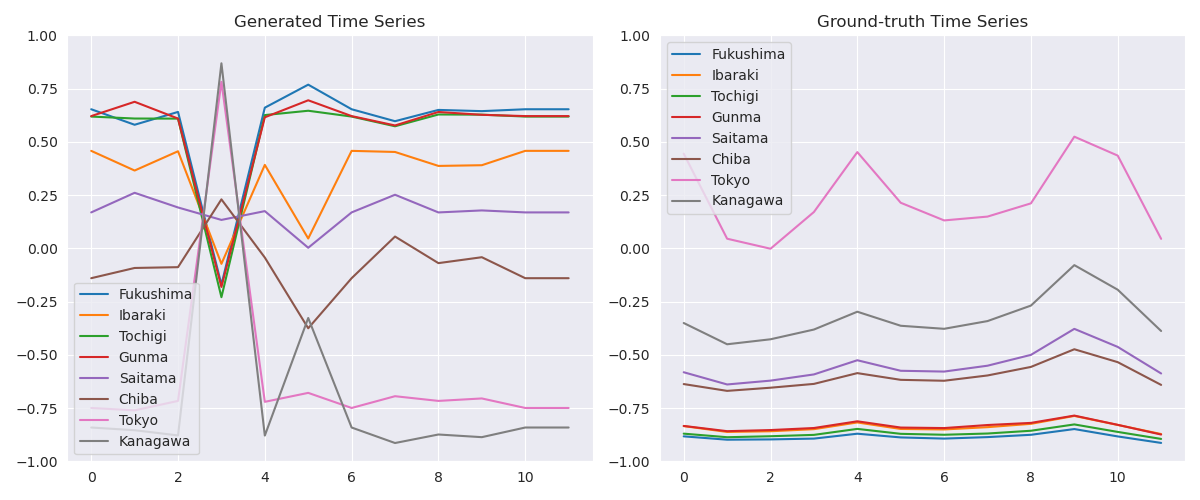 Generated Time Series
1.00
0.75
0.50
0.25
0.00
−0.25
−0.50
−0.75
−1.00
Fukushima
Ibaraki
Tochigi
Gunma
Saitama
Chiba
Tokyo
Kanagawa
0 2 4 6 8 10
Ground-truth Time Series
1.00
0.75
0.50
0.25
0.00
−0.25
−0.50
−0.75
−1.00
Fukushima
Ibaraki
Tochigi
Gunma
Saitama
Chiba
Tokyo
Kanagawa
0 2 4 6 8 10